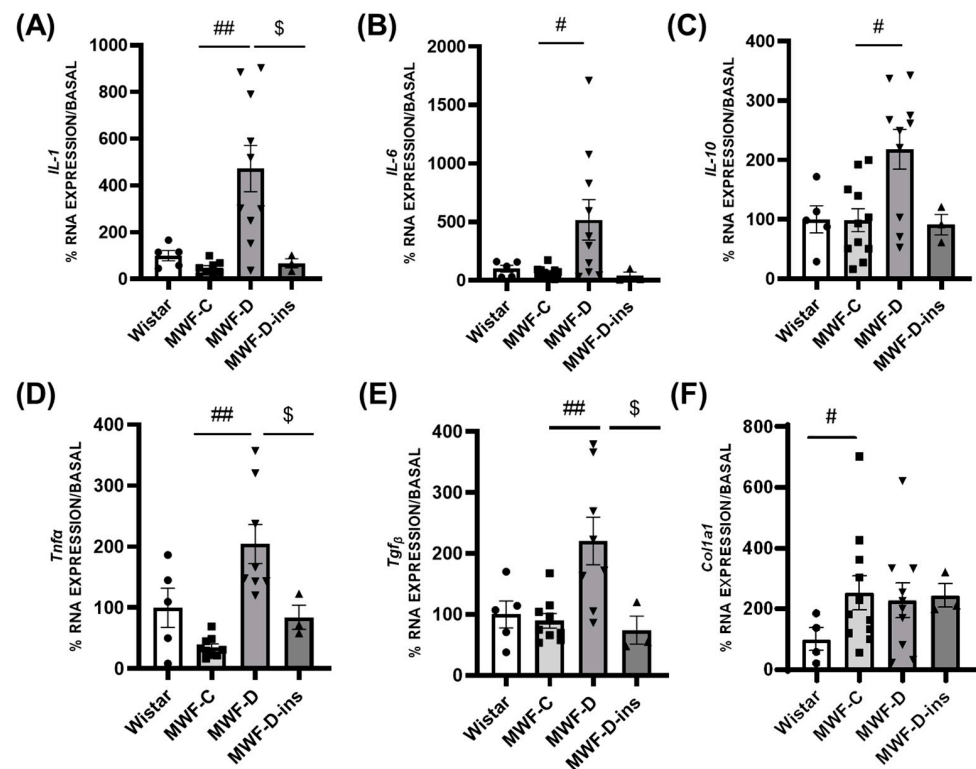 (A)
##
$
1000
800
600
400
200
0
IL-1
% RNA EXPRESSION/BASAL
Wistar
MWF-C
MWF-D
MWF-D-ins
(B)
#
2000
1500
1000
500
0
IL-6
% RNA EXPRESSION/BASAL
Wistar
MWF-C
MWF-D
MWF-D-ins
(C)
#
400
300
200
100
0
IL-10
% RNA EXPRESSION/BASAL
Wistar
MWF-C
MWF-D
MWF-D-ins
(D)
##
$
400
300
200
100
0
Tnfα
% RNA EXPRESSION/BASAL
Wistar
MWF-C
MWF-D
MWF-D-ins
(E)
##
$
400
300
200
100
0
Tgfβ
% RNA EXPRESSION/BASAL
Wistar
MWF-C
MWF-D
MWF-D-ins
(F)
#
800
600
400
200
0
Col1a1
% RNA EXPRESSION/BASAL
Wistar
MWF-C
MWF-D
MWF-D-ins